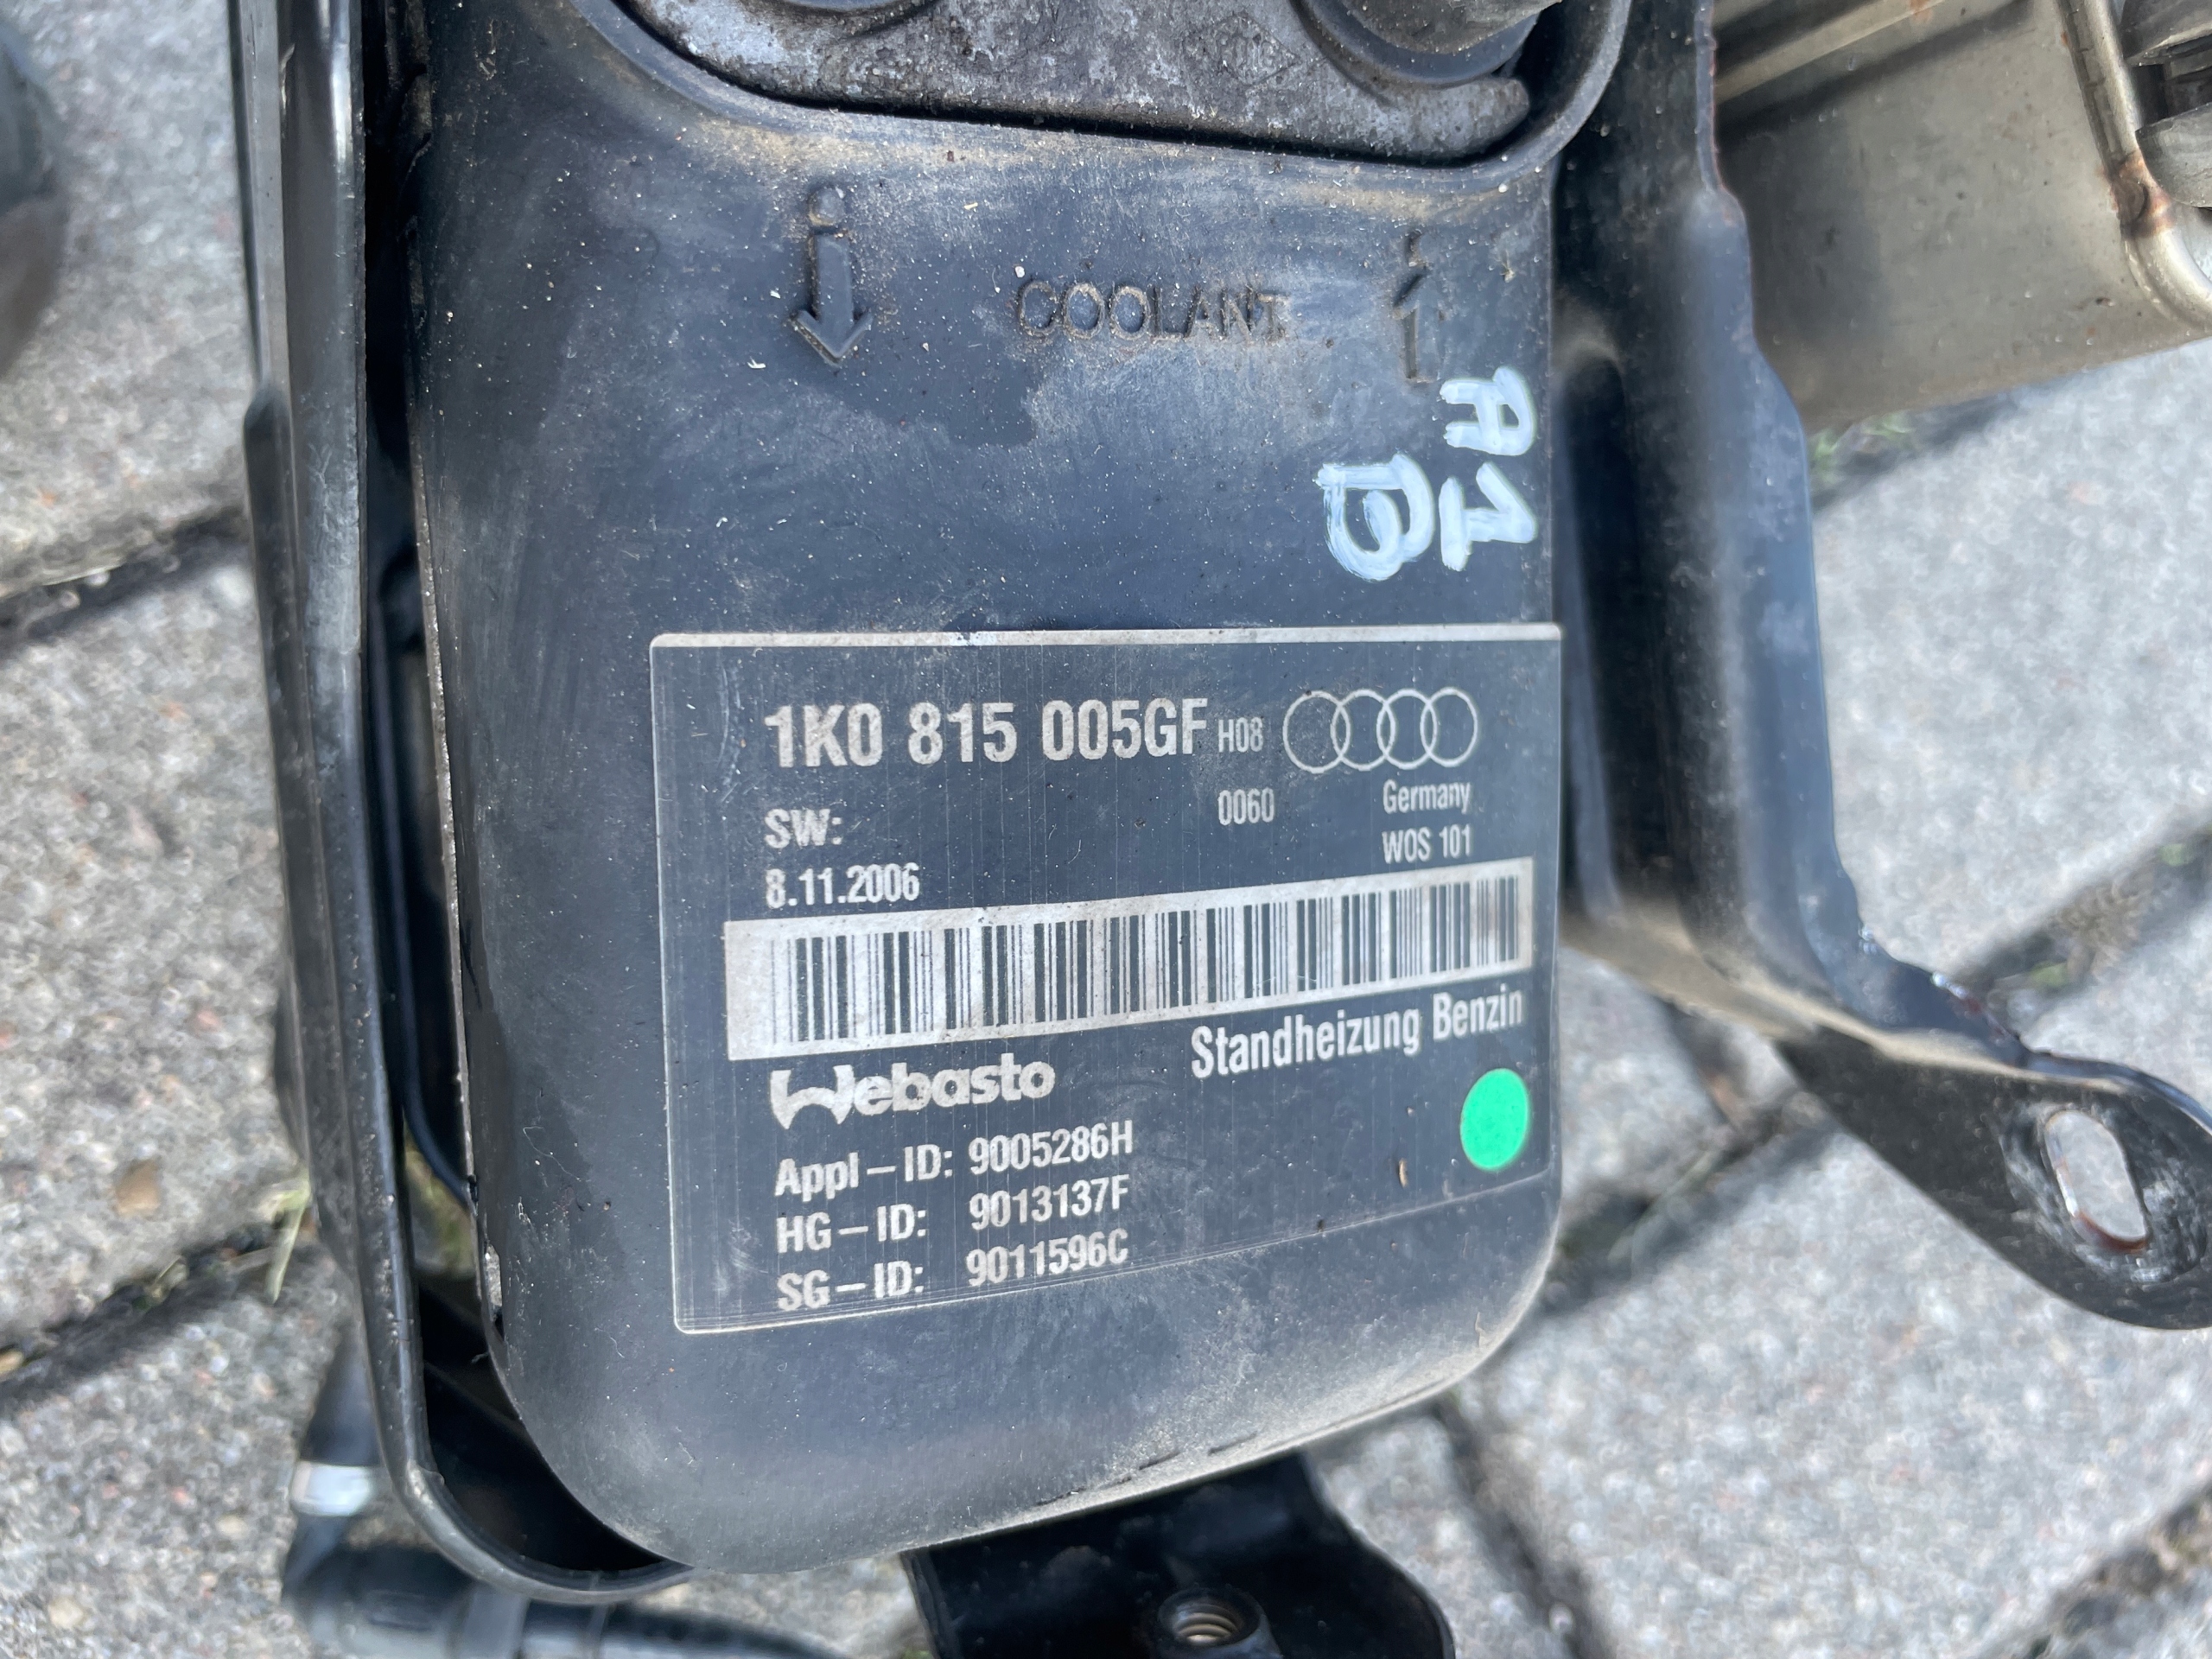 COOLANT
A1
1K0 815 005GF H08
0060 Germany
SW: WOS 101
8.11.2006
Standheizung Benzin
Webasto
Appl-ID: 9005286H
HG-ID: 9013137F
SG-ID: 9011596C